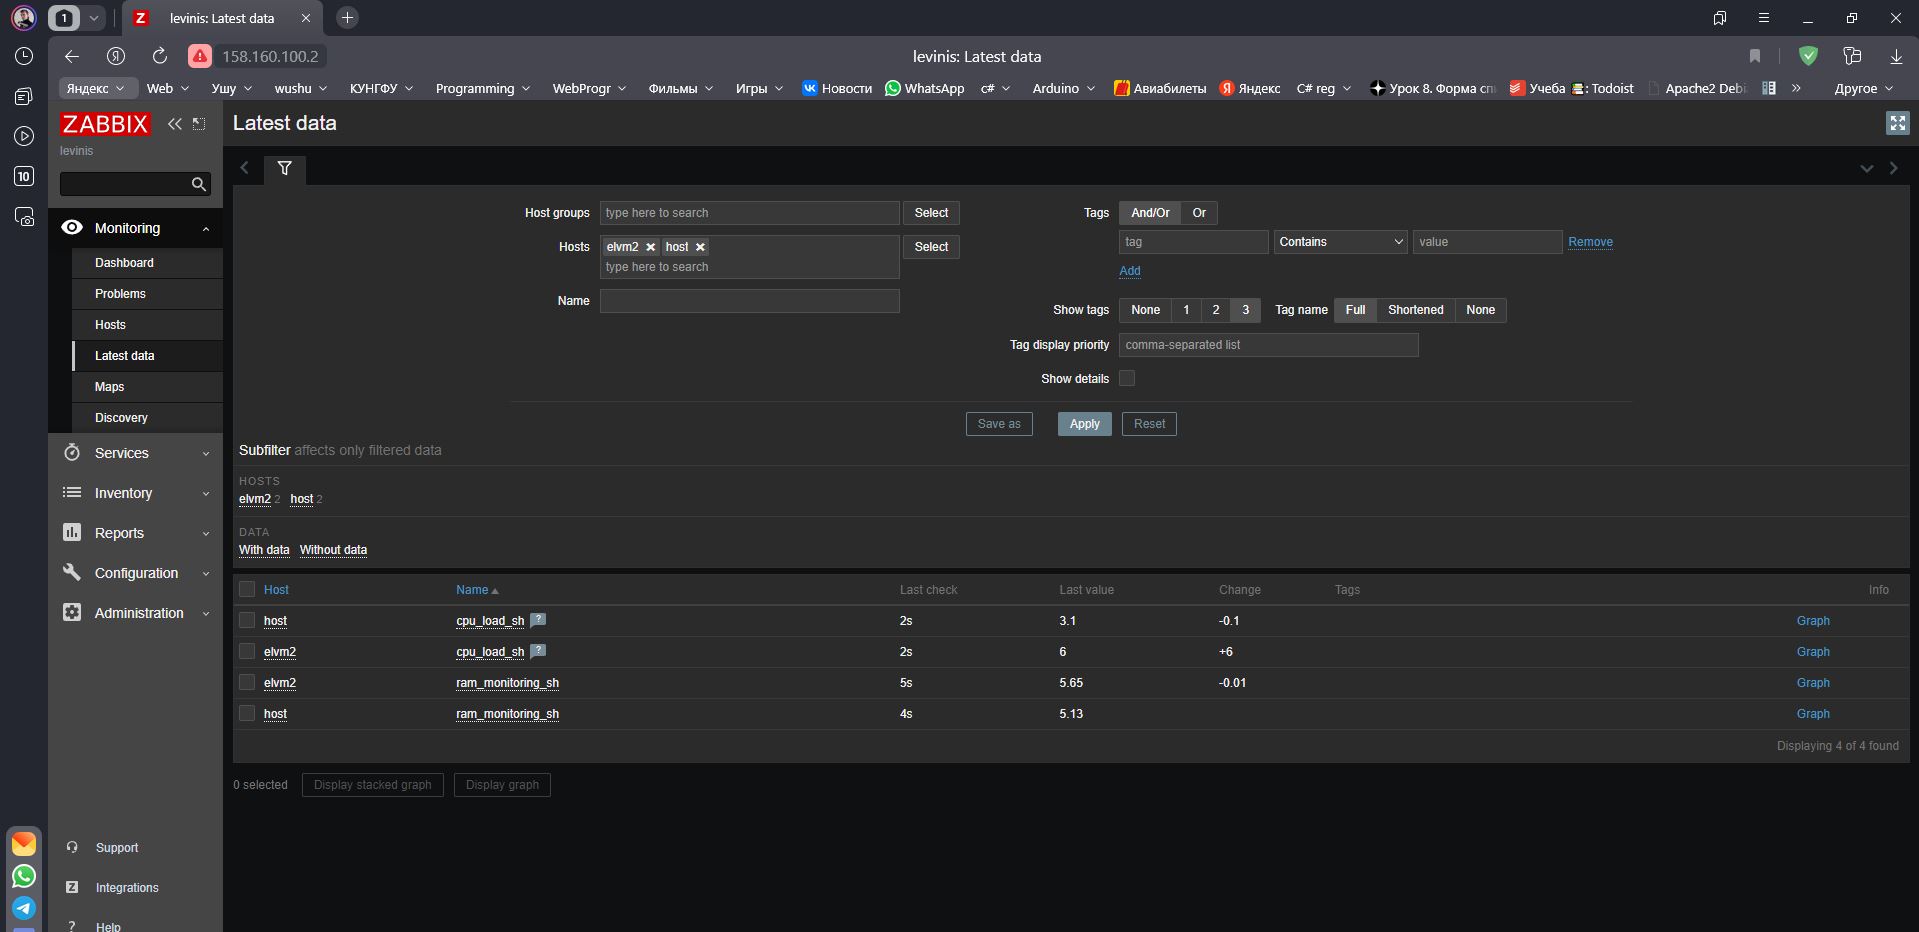 1
levinis: Latest data
158.160.100.2
levinis: Latest data
Яндекс Web Ушу wushu КУНГФУ Programming WebProgr Фильмы Игры Новости WhatsApp c# Arduino Авиабилеты Яндекс C# reg Урок 8. Форма Учеба Todoist Apache2 Другое
ZABBIX
levinis
Latest data
10
Monitoring
Dashboard
Problems
Hosts
Latest data
Maps
Discovery
Services
Inventory
Reports
Configuration
Administration
Support
Integrations
Help
Host groups type here to search Select
Hosts elvm2 host Select
type here to search
Name
Tags And/Or Or
tag Contains value Remove
Add
Show tags None 1 2 3 Tag name Full Shortened None
Tag display priority comma-separated list
Show details
Save as Apply Reset
Subfilter affects only filtered data
HOSTS
elvm2 2 host 2
DATA
With data Without data
Host Name Last check Last value Change Tags Info
host cpu_load_sh ? 2s 3.1 -0.1 Graph
elvm2 cpu_load_sh ? 2s 6 +6 Graph
elvm2 ram_monitoring_sh 5s 5.65 -0.01 Graph
host ram_monitoring_sh 4s 5.13 Graph
Displaying 4 of 4 found
0 selected Display stacked graph Display graph